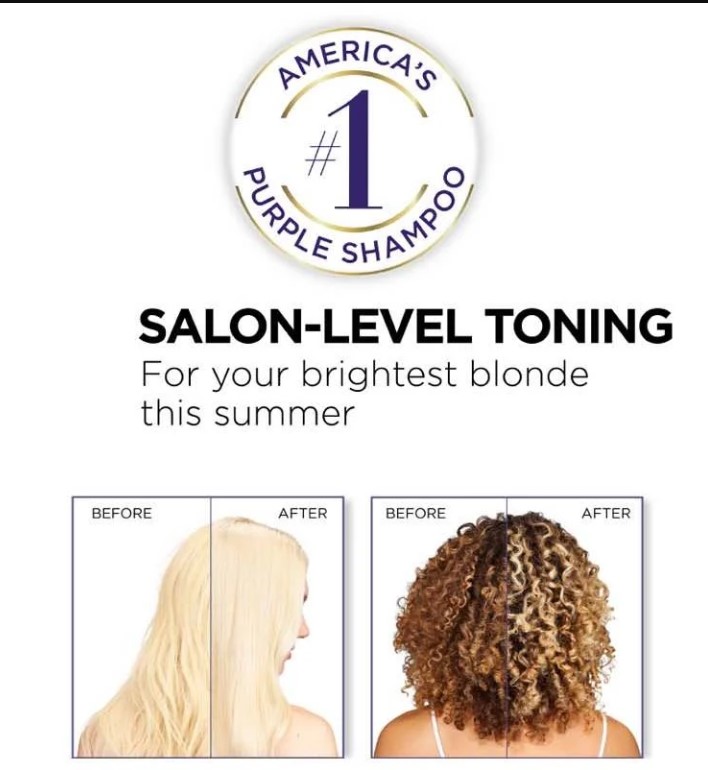 AMERICA'S
#1
PURPLE SHAMPOO
SALON-LEVEL TONING
For your brightest blonde
this summer
BEFORE
AFTER
BEFORE
AFTER